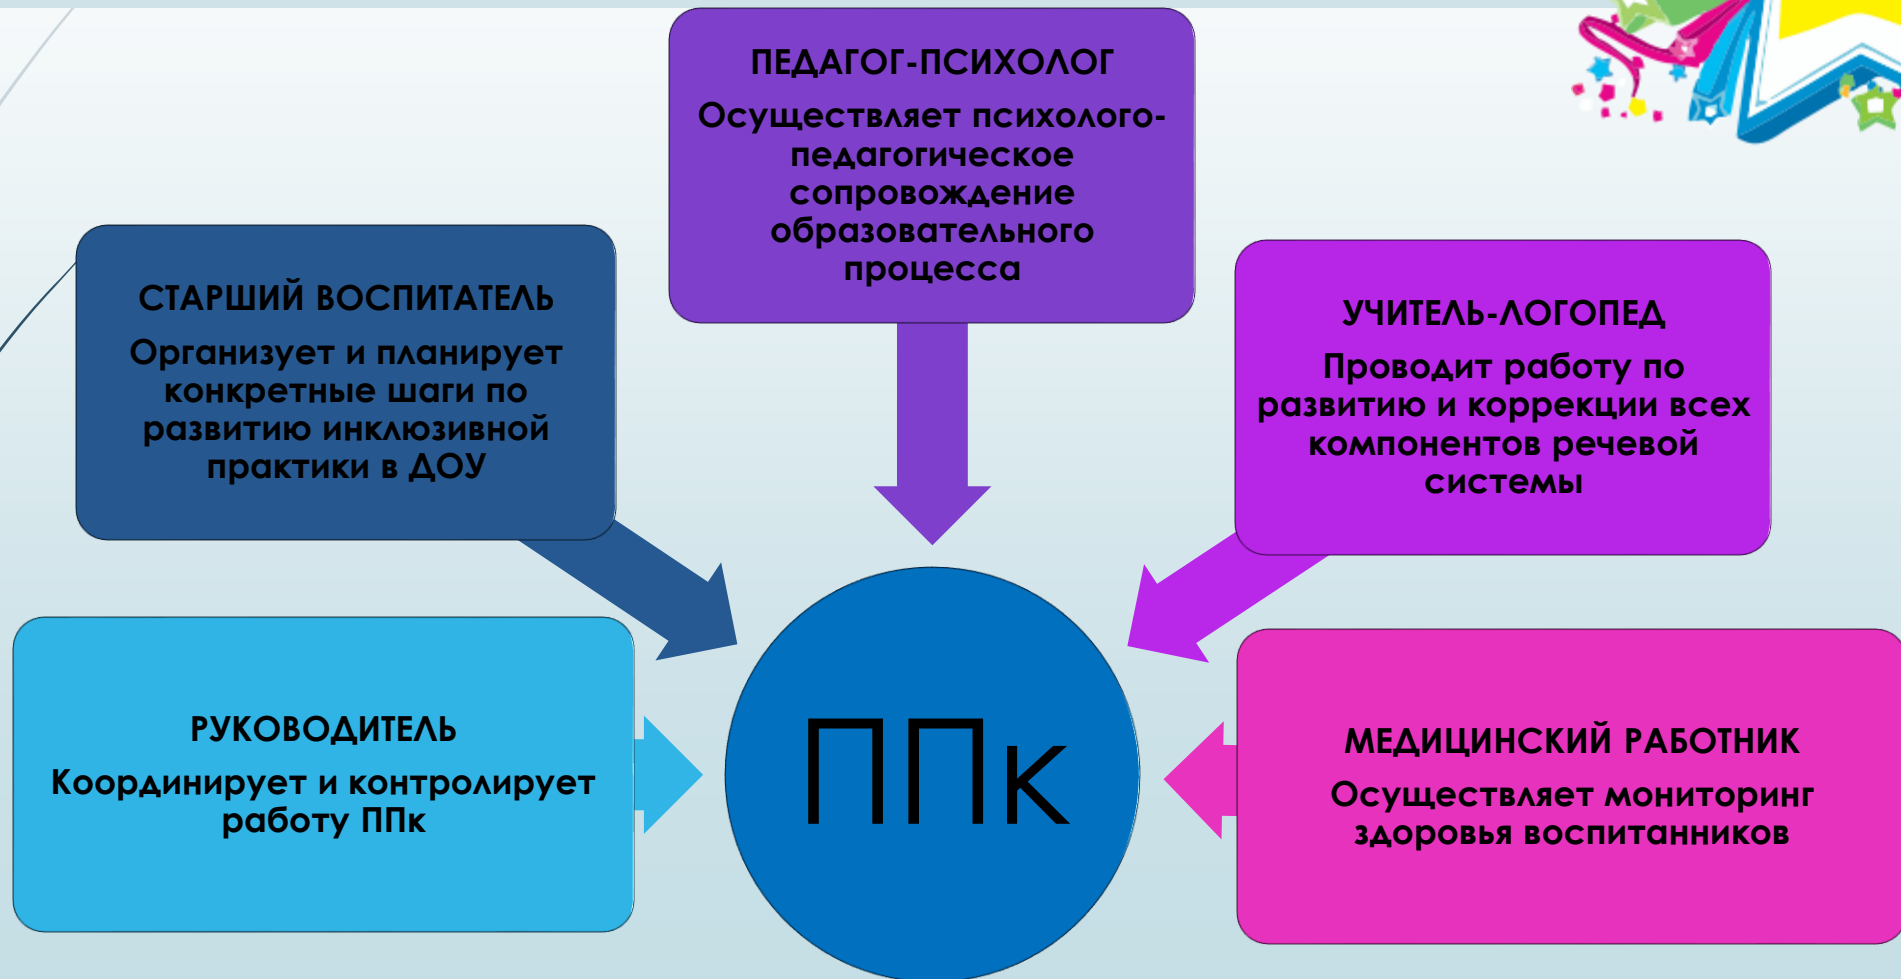 ПЕДАГОГ-ПСИХОЛОГ
Осуществляет психолого-
педагогическое
сопровождение
образовательного
процесса
СТАРШИЙ ВОСПИТАТЕЛЬ
Организует и планирует
конкретные шаги по
развитию инклюзивной
практики в ДОУ
УЧИТЕЛЬ-ЛОГОПЕД
Проводит работу по
развитию и коррекции всех
компонентов речевой
системы
РУКОВОДИТЕЛЬ
Координирует и контролирует
работу ППк
ППк
МЕДИЦИНСКИЙ РАБОТНИК
Осуществляет мониторинг
здоровья воспитанников